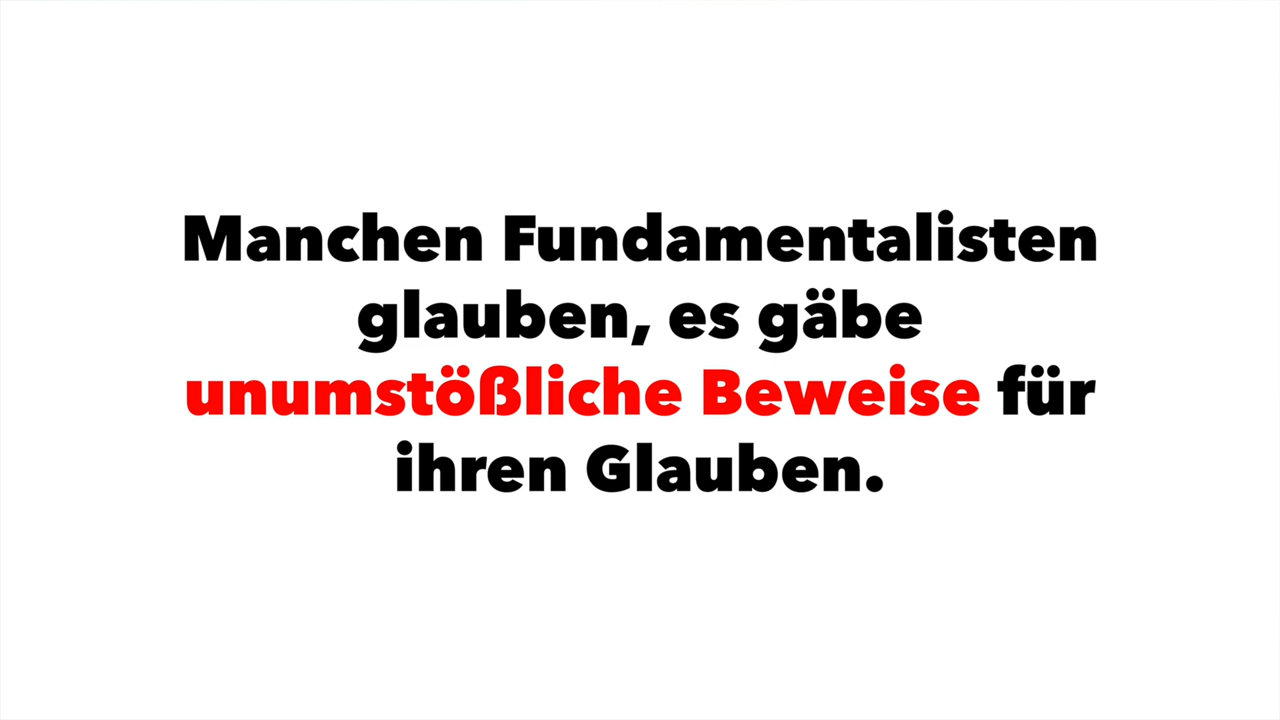 Manchen Fundamentalisten
glauben, es gäbe
unumstößliche Beweise für
ihren Glauben.